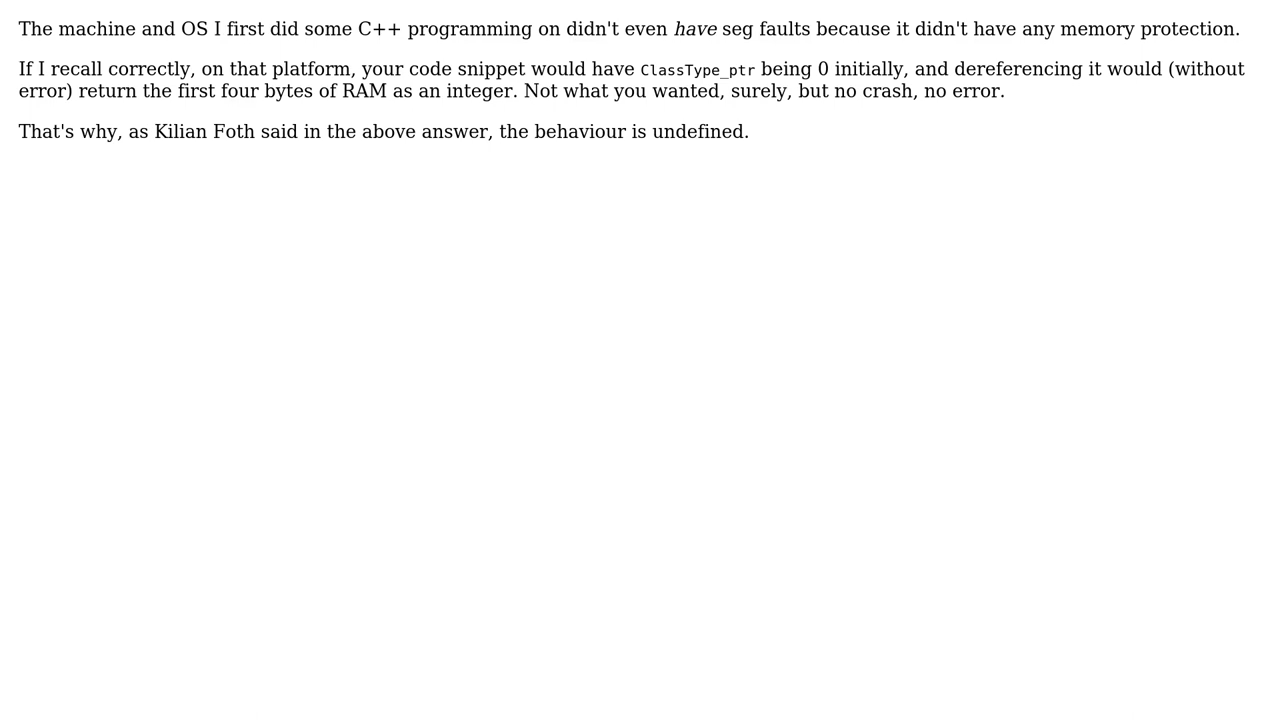 The machine and OS I first did some C++ programming on didn't even have seg faults because it didn't have any memory protection.
If I recall correctly, on that platform, your code snippet would have ClassType_ptr being 0 initially, and dereferencing it would (without
error) return the first four bytes of RAM as an integer. Not what you wanted, surely, but no crash, no error.
That's why, as Kilian Foth said in the above answer, the behaviour is undefined.